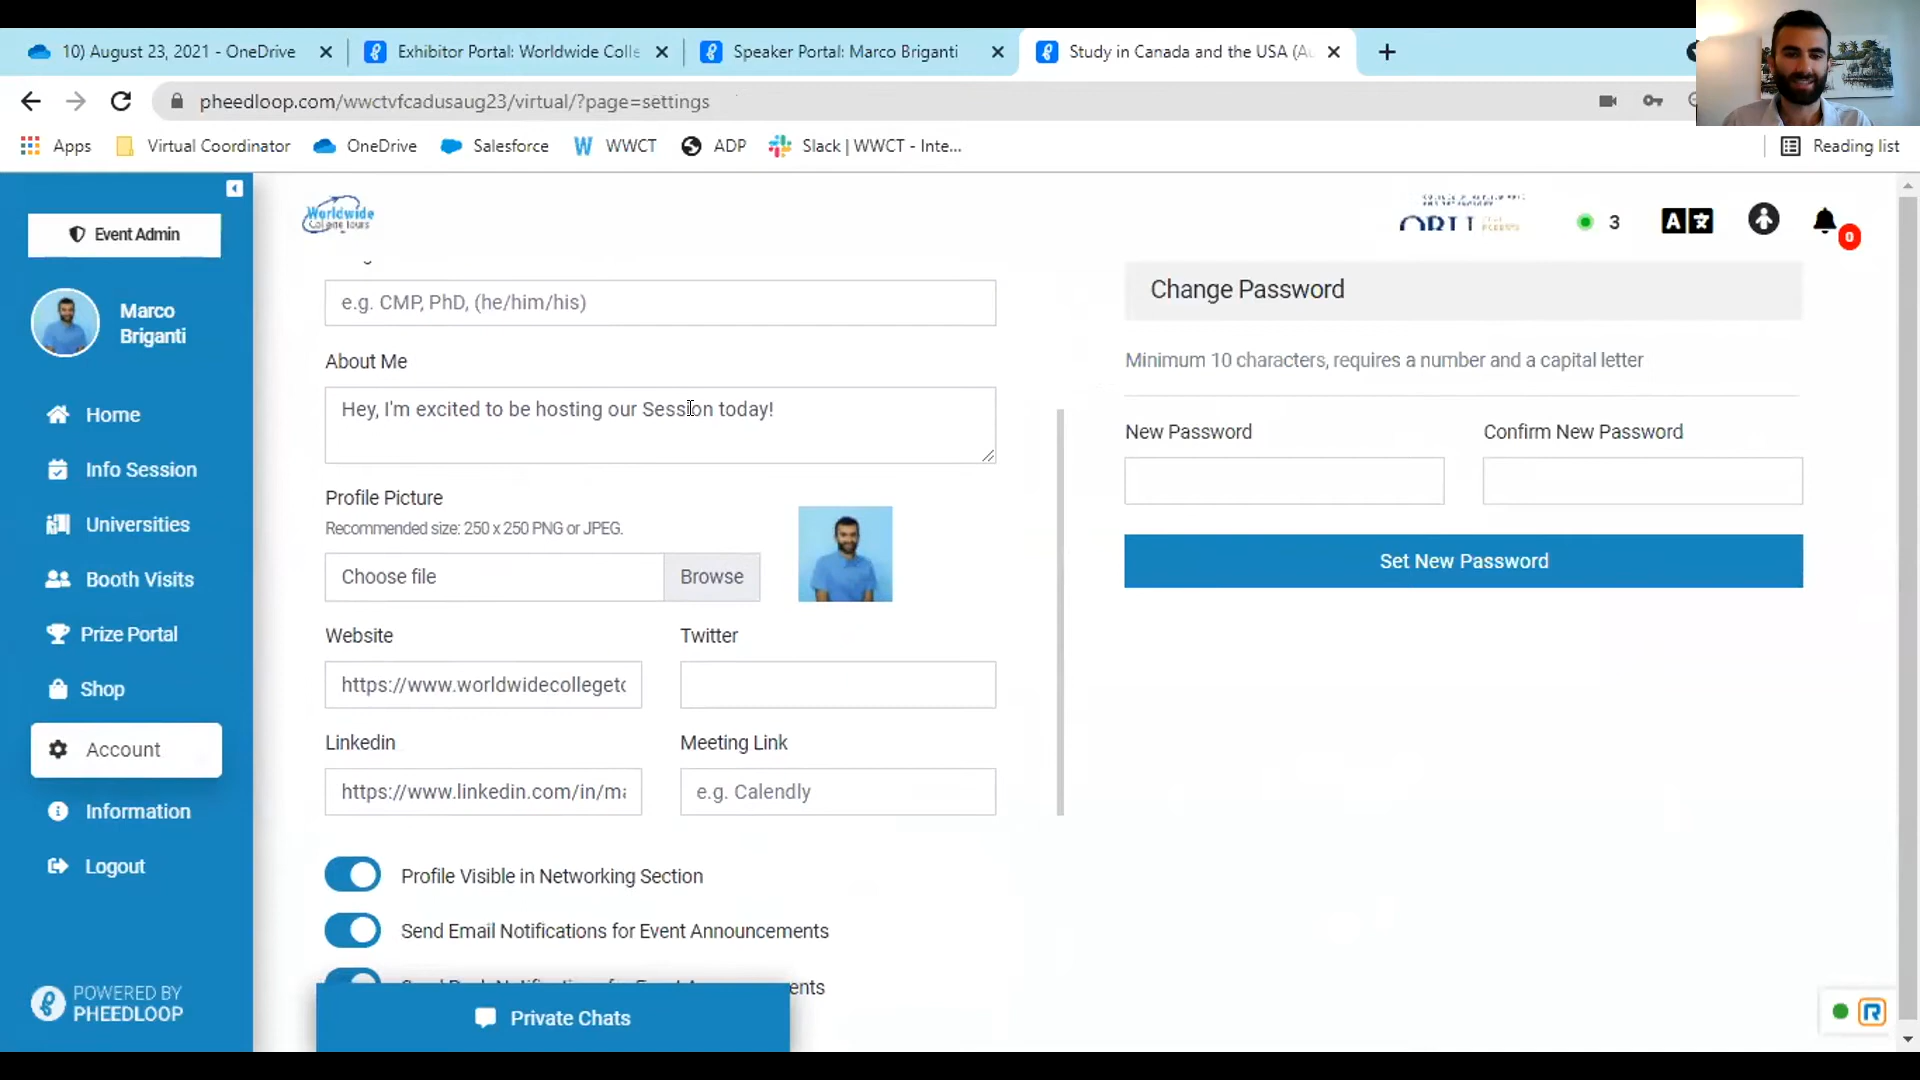 10) August 23, 2021 - OneDrive
Exhibitor Portal: Worldwide Colle
Speaker Portal: Marco Briganti
Study in Canada and the USA (Au
pheedloop.com/wwctvfcadusaug23/virtual/?page=settings
Apps
Virtual Coordinator
OneDrive
Salesforce
WWCT
ADP
Slack | WWCT - Inte...
Reading list
Event Admin
Marco
Briganti
Home
Info Session
Universities
Booth Visits
Prize Portal
Shop
Account
Information
Logout
POWERED BY
PHEEDLOOP
Worldwide
College Tours
3
0
e.g. CMP, PhD, (he/him/his)
About Me
Hey, I'm excited to be hosting our Session today!
Profile Picture
Recommended size: 250 x 250 PNG or JPEG.
Choose file
Browse
Website
Twitter
https://www.worldwidecollegetc
Linkedin
Meeting Link
https://www.linkedin.com/in/ma
e.g. Calendly
Profile Visible in Networking Section
Send Email Notifications for Event Announcements
Private Chats
Change Password
Minimum 10 characters, requires a number and a capital letter
New Password
Confirm New Password
Set New Password